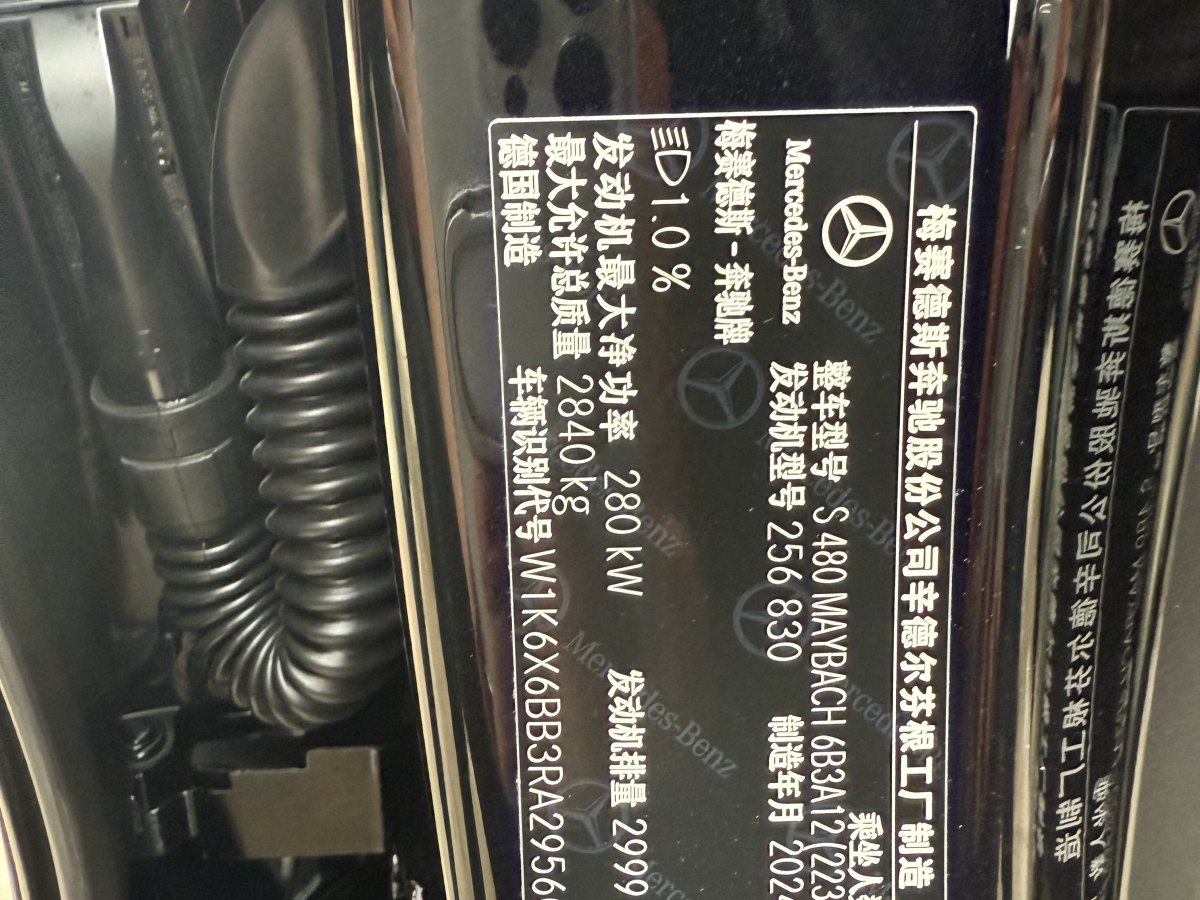 梅赛德斯奔驰股份公司辛德尔芬根工厂制造
Mercedes-Benz
梅赛德斯-奔驰牌
乘坐人
整车型号 S 480 MAYBACH 6B3A12(223
发动机型号 256 830
制造年月 202
1.0 %
发动机最大净功率 280 kW
发动机排量 2999
最大允许总质量 2840 kg
德国制造
车辆识别代号 W1K6X6BB3RA2956